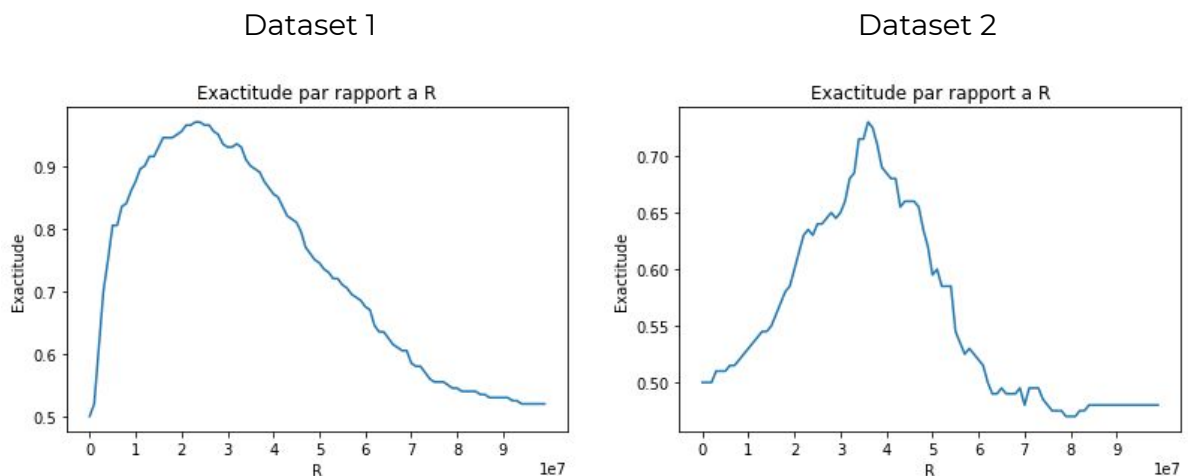 Dataset 1
Exactitude par rapport a R
Exactitude
0.9
0.8
0.7
0.6
0.5
0 1 2 3 4 5 6 7 8 9
R
1e7
Dataset 2
Exactitude par rapport a R
Exactitude
0.70
0.65
0.60
0.55
0.50
0 1 2 3 4 5 6 7 8 9
R
1e7